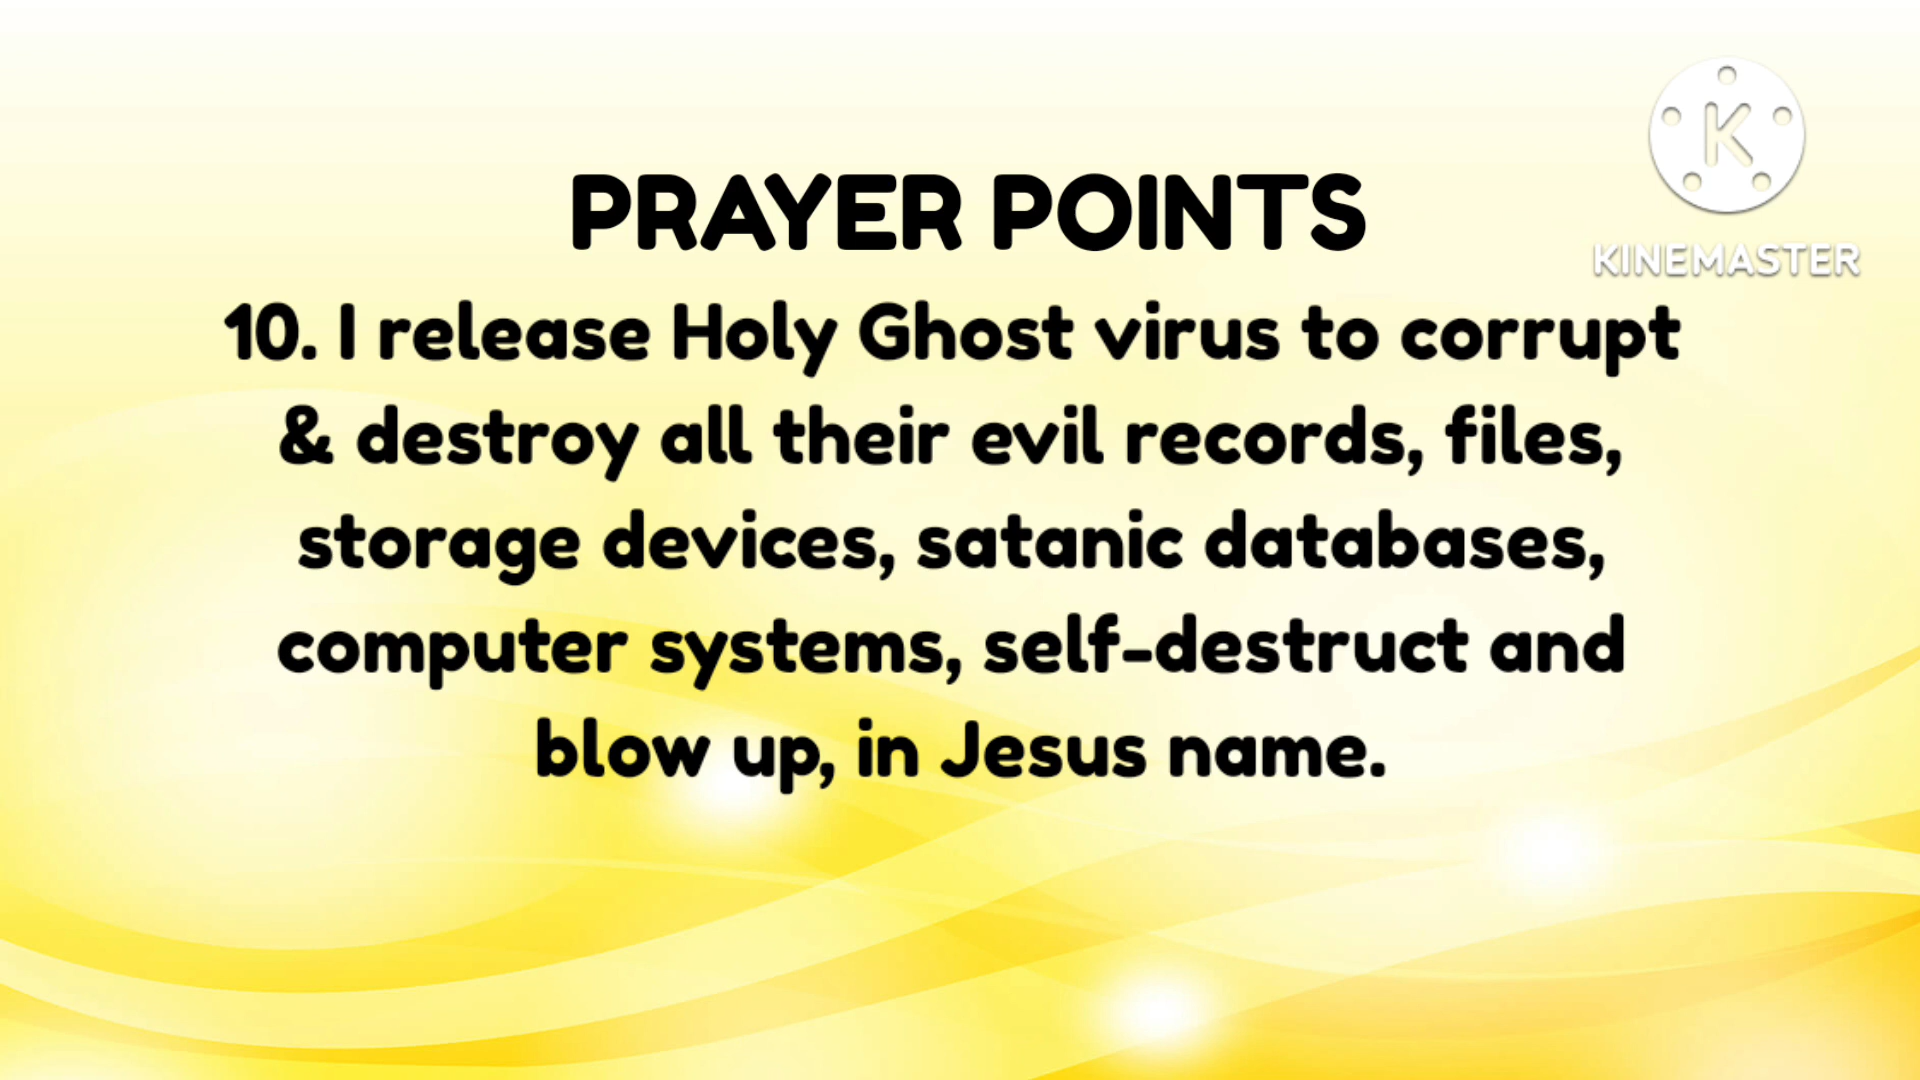 PRAYER POINTS
K
KINEMASTER
10. I release Holy Ghost virus to corrupt
& destroy all their evil records, files,
storage devices, satanic databases,
computer systems, self-destruct and
blow up, in Jesus name.